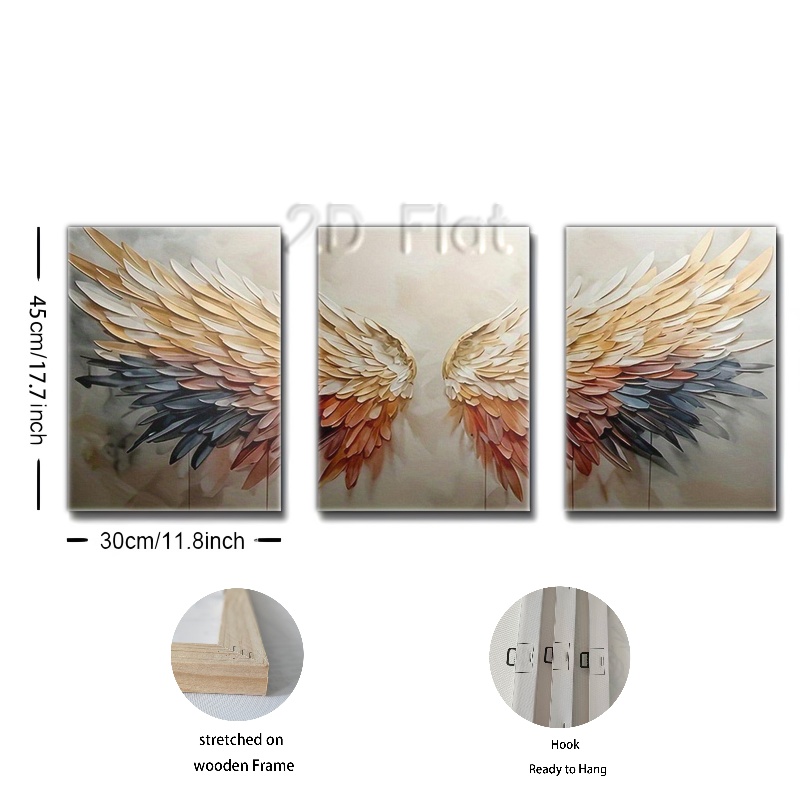 2D Flat
45cm/17.7inch
30cm/11.8inch
stretched on
wooden Frame
Hook
Ready to Hang